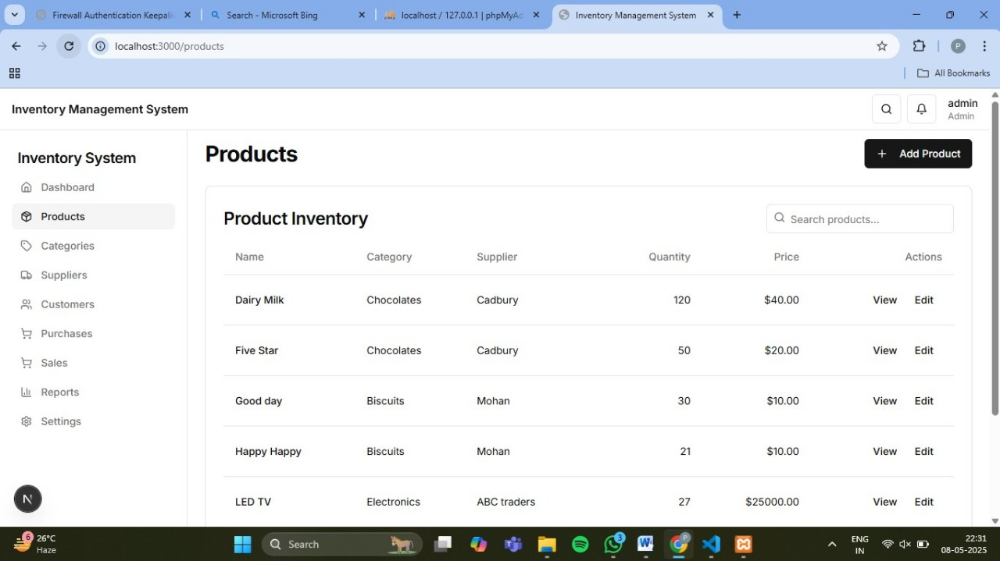 Firewall Authentication Keepaliv
Search - Microsoft Bing
localhost / 127.0.0.1 | phpMyAd
Inventory Management System
localhost:3000/products
P
All Bookmarks
Inventory Management System
admin
Admin
Inventory System
Dashboard
Products
Categories
Suppliers
Customers
Purchases
Sales
Reports
Settings
N
Products
+ Add Product
Product Inventory
Search products...
Name Category Supplier Quantity Price Actions
Dairy Milk Chocolates Cadbury 120 $40.00 View Edit
Five Star Chocolates Cadbury 50 $20.00 View Edit
Good day Biscuits Mohan 30 $10.00 View Edit
Happy Happy Biscuits Mohan 21 $10.00 View Edit
LED TV Electronics ABC traders 27 $25000.00 View Edit
6
26°C
Haze
Search
3
P
ENG
IN
22:31
08-05-2025